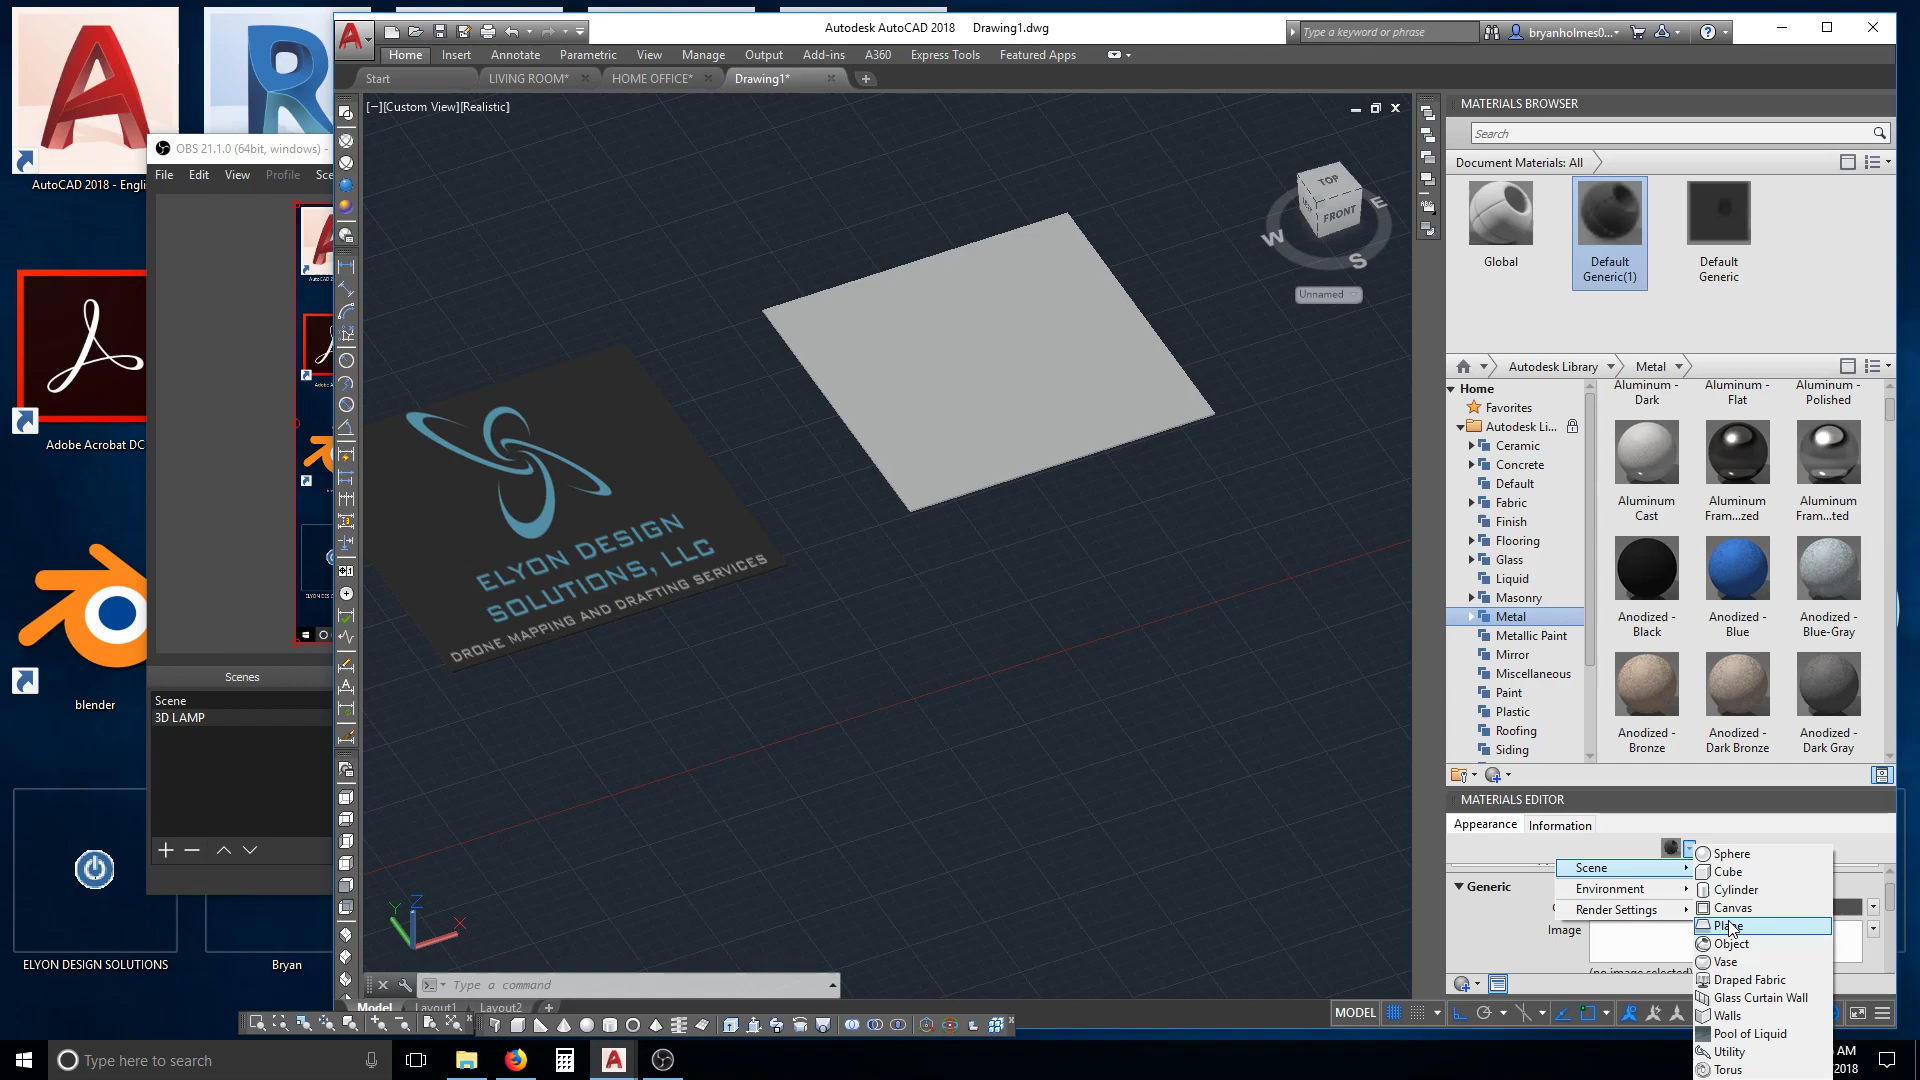 Autodesk AutoCAD 2018 Drawing1.dwg
Type a keyword or phrase
bryanholmes0...
Home Insert Annotate Parametric View Manage Output Add-ins A360 Express Tools Featured Apps
Start LIVING ROOM* HOME OFFICE* Drawing1*
[−][Custom View][Realistic]
AutoCAD 2018 - Engli
OBS 21.1.0 (64bit, windows) -
File Edit View Profile Sce
Adobe Acrobat DC
blender
Scenes
Scene
3D LAMP
ELYON DESIGN SOLUTIONS
Bryan
TOP
FRONT
W
S
E
Unnamed
ELYON DESIGN
SOLUTIONS, LLC
DRONE MAPPING AND DRAFTING SERVICES
Z
Y
X
Type a command
Model Layout1 Layout2
MATERIALS BROWSER
Search
Document Materials: All
Global
Default
Generic(1)
Default
Generic
Autodesk Library Metal
Home
Favorites
Autodesk Li...
Ceramic
Concrete
Default
Fabric
Finish
Flooring
Glass
Liquid
Masonry
Metal
Metallic Paint
Mirror
Miscellaneous
Paint
Plastic
Roofing
Siding
Aluminum -
Dark
Aluminum -
Flat
Aluminum -
Polished
Aluminum
Cast
Aluminum
Fram...zed
Aluminum
Fram...ted
Anodized -
Black
Anodized -
Blue
Anodized -
Blue-Gray
Anodized -
Bronze
Anodized -
Dark Bronze
Anodized -
Dark Gray
MATERIALS EDITOR
Appearance Information
Generic
Image
(no image selected)
Scene
Environment
Render Settings
Sphere
Cube
Cylinder
Canvas
Plane
Object
Vase
Draped Fabric
Glass Curtain Wall
Walls
Pool of Liquid
Utility
Torus
MODEL
Type here to search
AM
2018